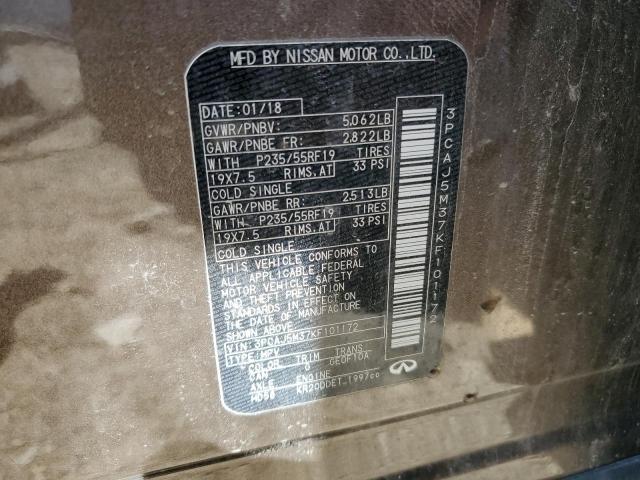 MFD BY NISSAN MOTOR CO.,LTD.
DATE:01/18
GVWR/PNBV: 5.062LB
GAWR/PNBE FR: 2.822LB
WITH P235/55RF19 TIRES
19X7.5 RIMS.AT 33 PSI
COLD SINGLE
GAWR/PNBE RR: 2.513LB
WITH P235/55RF19 TIRES
19X7.5 RIMS.AT 33 PSI
COLD SINGLE
THIS VEHICLE CONFORMS TO
ALL APPLICABLE FEDERAL
MOTOR VEHICLE SAFETY
AND THEFT PREVENTION
STANDARDS IN EFFECT ON
THE DATE OF MANUFACTURE
SHOWN ABOVE
VIN:3PCAJ5M37KF101172
TYPE:MPV
COLOR TRIM TRANS
G GE0F10A
AXLE ENGINE
KR20DDET 1997cc
3PCAJ5M37KF101172